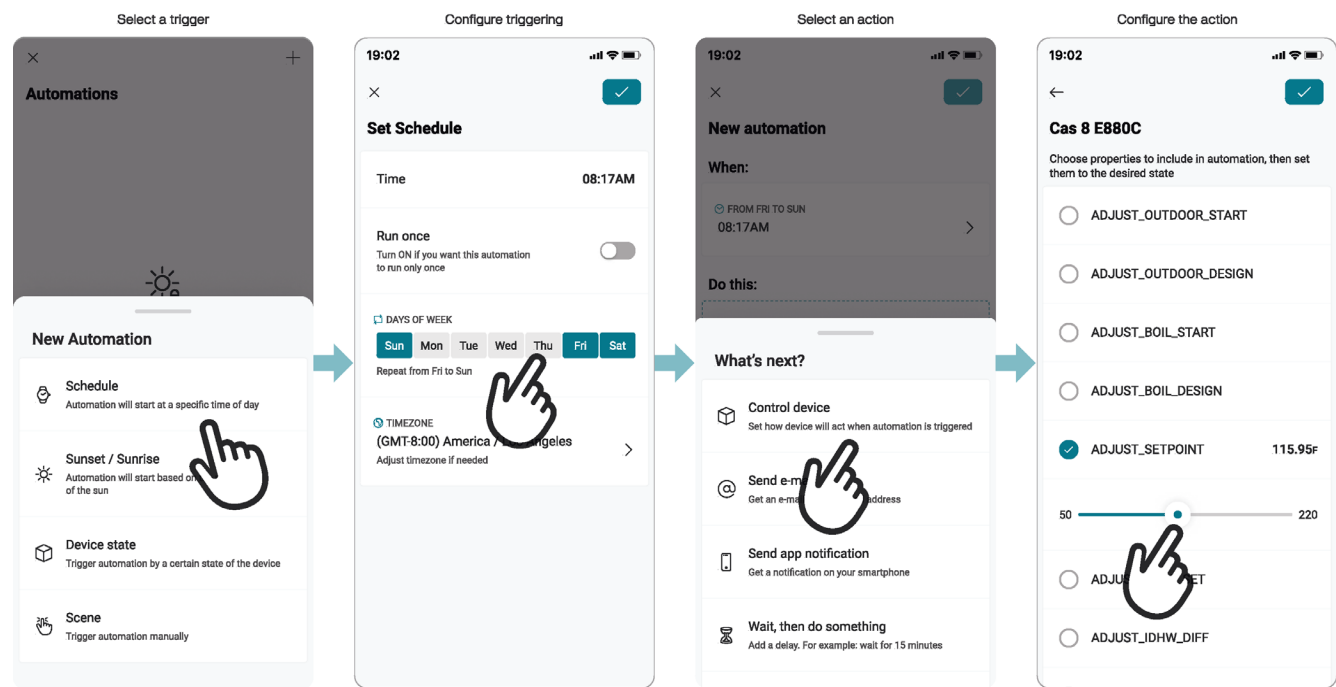 Select a trigger
Configure triggering
Select an action
Configure the action
Automations
New Automation
Schedule
Automation will start at a specific time of day
Sunset / Sunrise
Automation will start based on
of the sun
Device state
Trigger automation by a certain state of the device
Scene
Trigger automation manually
19:02
Set Schedule
Time 08:17AM
Run once
Turn ON if you want this automation
to run only once
DAYS OF WEEK
Sun Mon Tue Wed Thu Fri Sat
Repeat from Fri to Sun
TIMEZONE
(GMT-8:00) America / Los Angeles
Adjust timezone if needed
19:02
New automation
When:
FROM FRI TO SUN
08:17AM
Do this:
What's next?
Control device
Set how device will act when automation is triggered
Send e-ma
Get an e-ma address
Send app notification
Get a notification on your smartphone
Wait, then do something
Add a delay. For example: wait for 15 minutes
19:02
Cas 8 E880C
Choose properties to include in automation, then set
them to the desired state
ADJUST_OUTDOOR_START
ADJUST_OUTDOOR_DESIGN
ADJUST_BOIL_START
ADJUST_BOIL_DESIGN
ADJUST_SETPOINT 115.95F
50 220
ADJUST_IDHW_DIFF